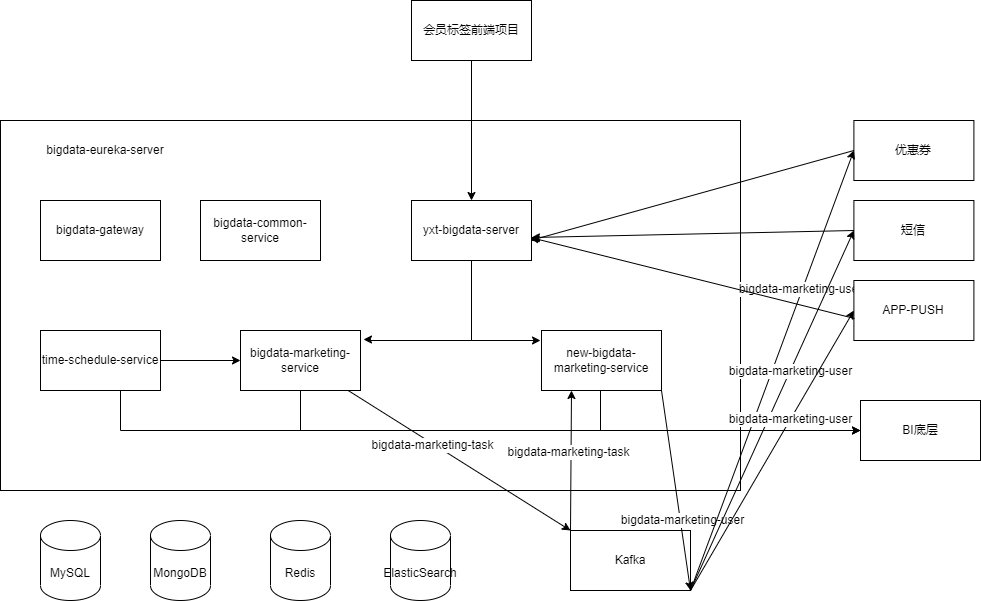 会员标签前端项目
bigdata-eureka-server
优惠券
bigdata-gateway
bigdata-common-
service
yxt-bigdata-server
短信
bigdata-marketing-use
APP-PUSH
time-schedule-service
bigdata-marketing-
service
new-bigdata-
marketing-service
bigdata-marketing-user
bigdata-marketing-user
BI底层
bigdata-marketing-task
bigdata-marketing-task
bigdata-marketing-user
MySQL
MongoDB
Redis
ElasticSearch
Kafka